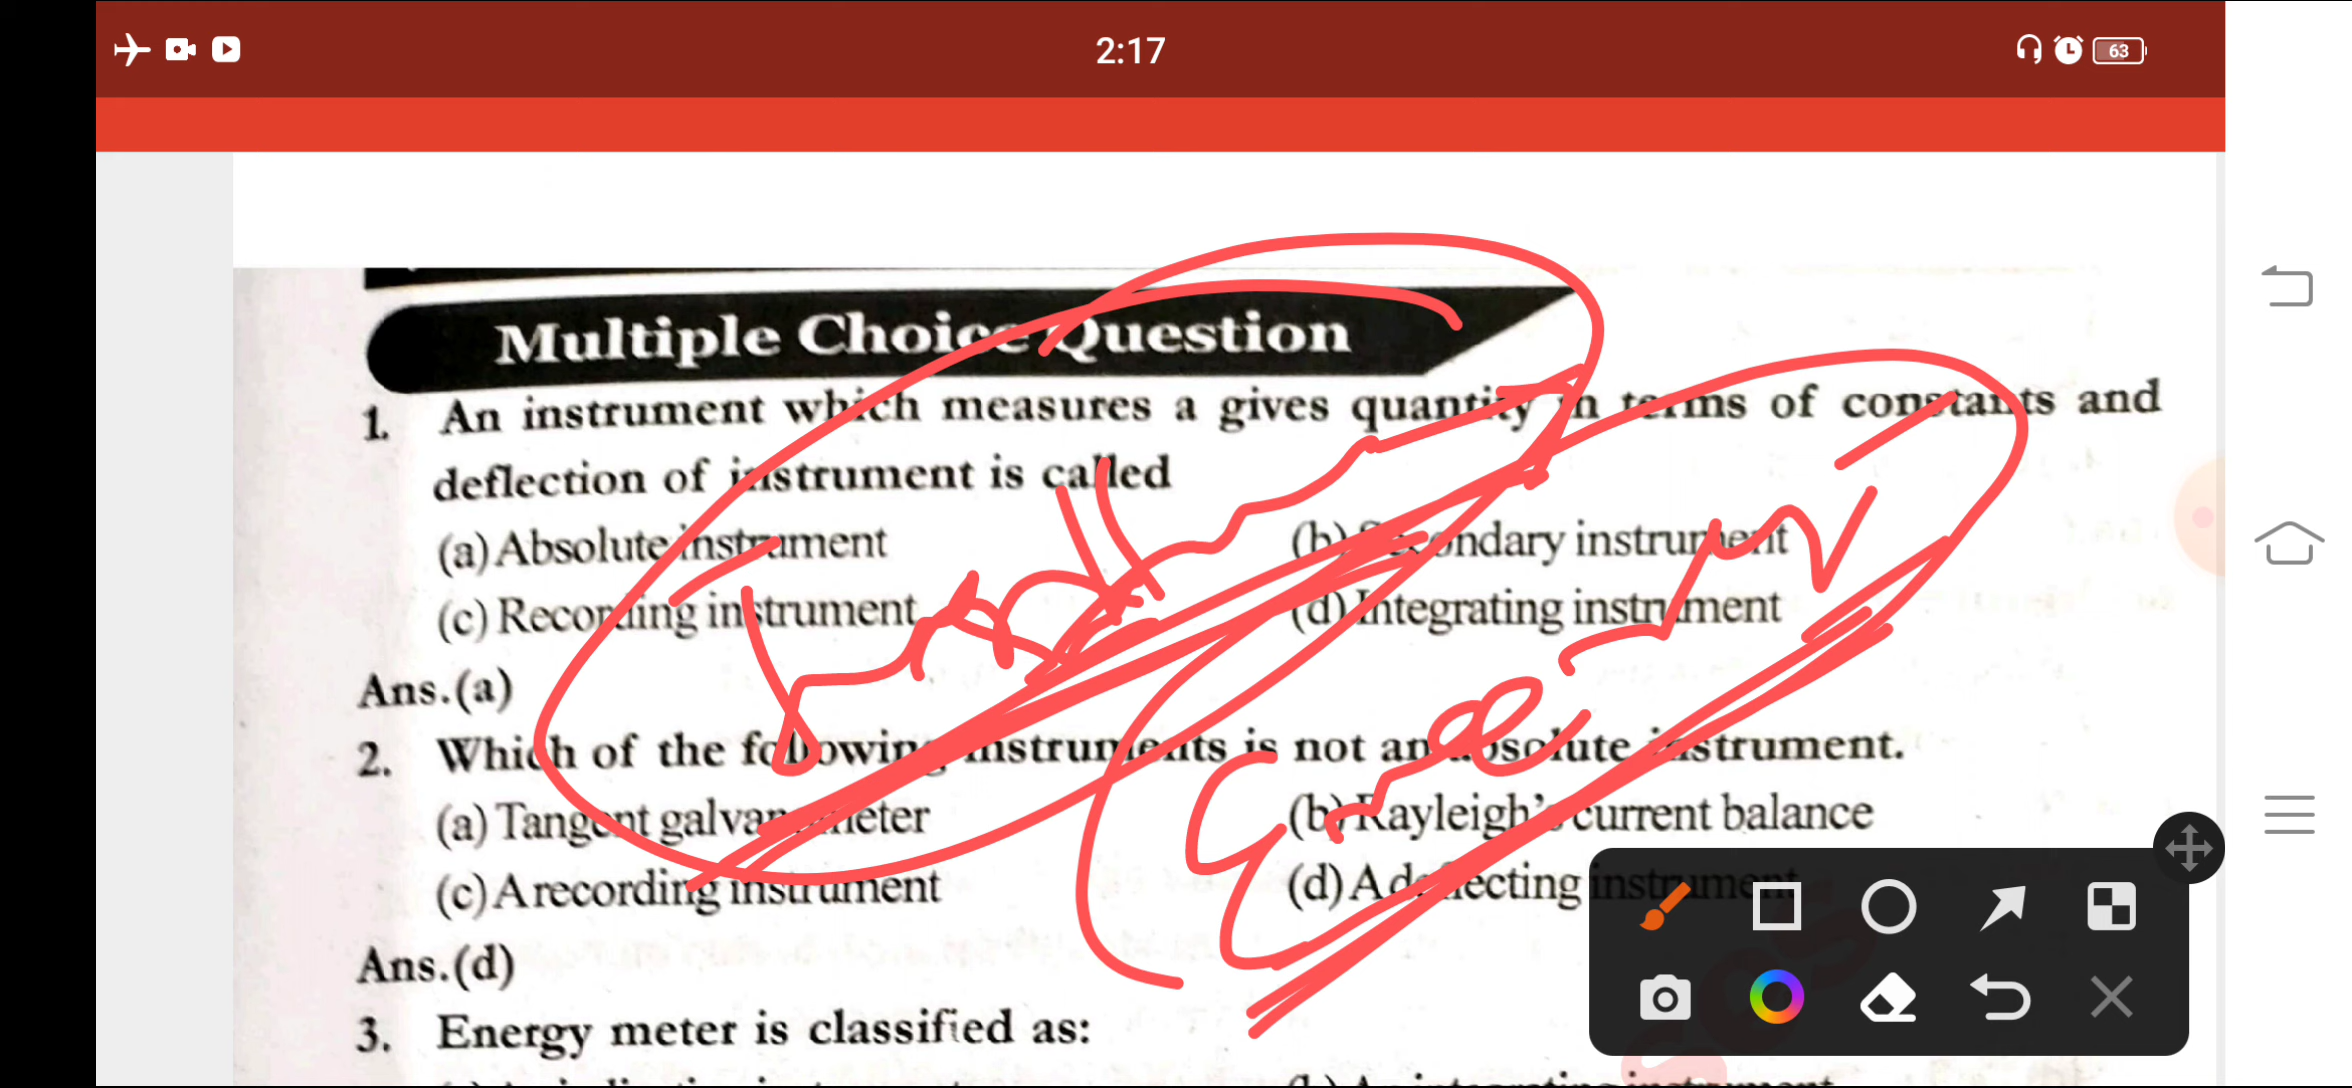 2:17
63
Multiple Choice Question
1. An instrument which measures a gives quantity in terms of constants and
deflection of instrument is called
(a) Absolute instrument (b) Secondary instrument
(c) Recording instrument (d) Integrating instrument
Ans.(a)
2. Which of the following instruments is not an absolute instrument.
(a) Tangent galvanometer (b) Rayleigh's current balance
(c) A recording instrument (d) A deflecting instrument
Ans.(d)
3. Energy meter is classified as: